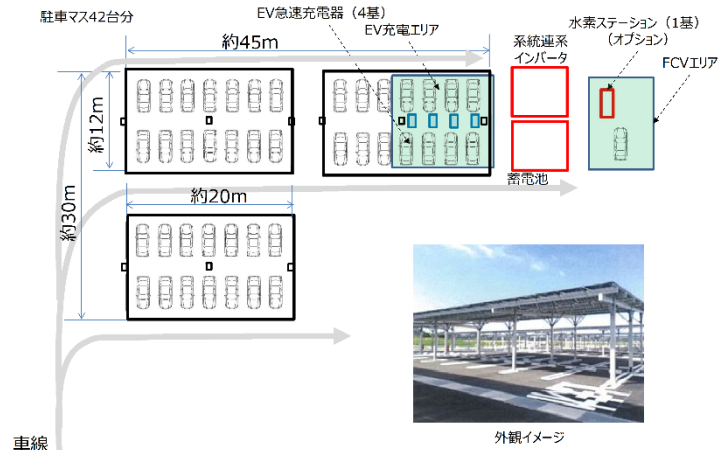 駐車マス42台分
EV急速充電器（4基）
EV充電エリア
水素ステーション（1基）
（オプション）
系統連系
インバータ
FCVエリア
約45m
約12m
約30m
約20m
蓄電池
外観イメージ
車線